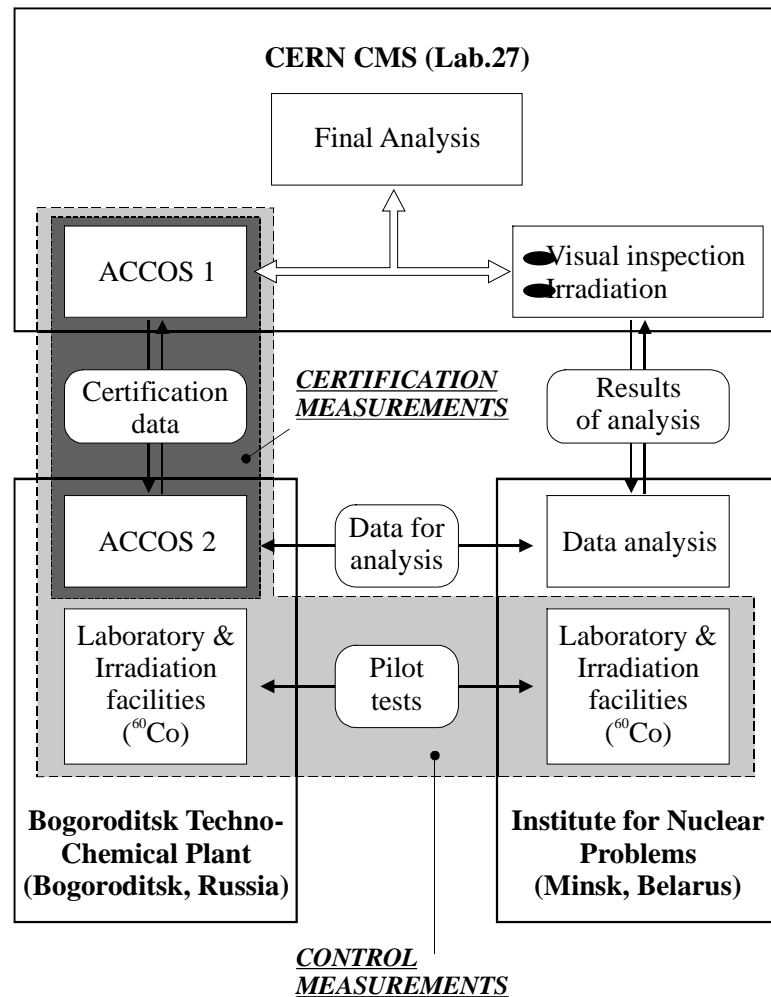 CERN CMS (Lab.27)
Final Analysis
ACCOS 1
Visual inspection
Irradiation
Certification
data
CERTIFICATION
MEASUREMENTS
Results
of analysis
ACCOS 2
Data for
analysis
Data analysis
Laboratory &
Irradiation
facilities
(⁶⁰Co)
Pilot
tests
Laboratory &
Irradiation
facilities
(⁶⁰Co)
Bogoroditsk Techno-
Chemical Plant
(Bogoroditsk, Russia)
Institute for Nuclear
Problems
(Minsk, Belarus)
CONTROL
MEASUREMENTS